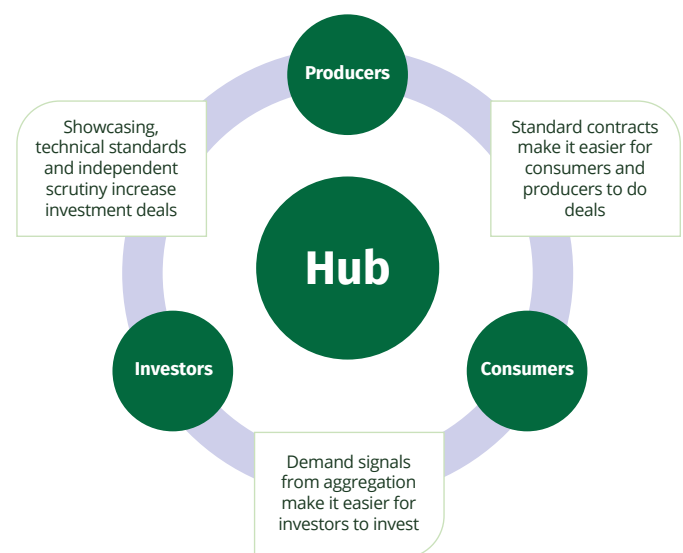 Producers
Showcasing,
technical standards
and independent
scrutiny increase
investment deals
Standard contracts
make it easier for
consumers and
producers to do
deals
Hub
Investors
Consumers
Demand signals
from aggregation
make it easier for
investors to invest